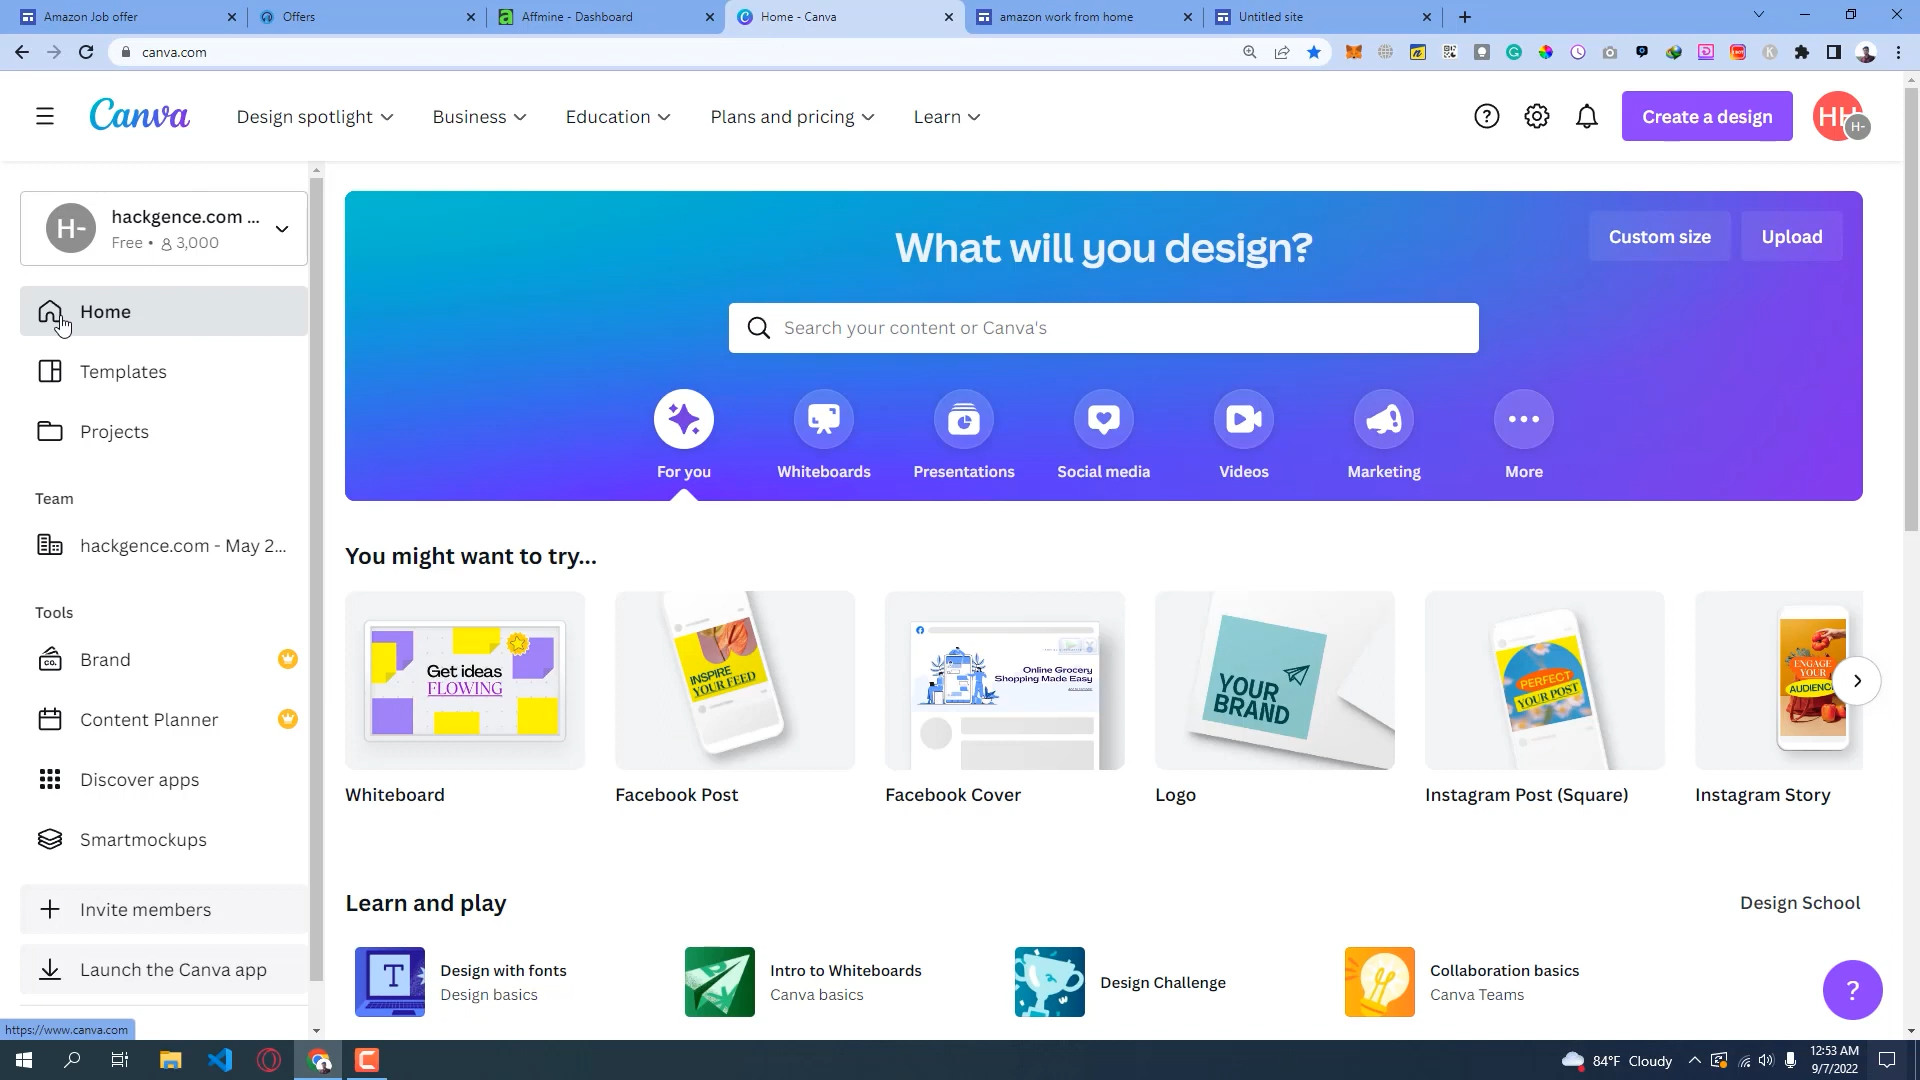 Amazon Job offer
Offers
Affmine - Dashboard
Home - Canva
amazon work from home
Untitled site
canva.com
Canva
Design spotlight
Business
Education
Plans and pricing
Learn
Create a design
HH
H-
H-
hackgence.com ...
Free • 3,000
Home
Templates
Projects
Team
hackgence.com - May 2...
Tools
Brand
Content Planner
Discover apps
Smartmockups
Invite members
Launch the Canva app
https://www.canva.com
What will you design?
Custom size
Upload
Search your content or Canva's
For you
Whiteboards
Presentations
Social media
Videos
Marketing
More
You might want to try...
Get ideas
FLOWING
INSPIRE
YOUR FEED
Online Grocery
Shopping Made Easy
YOUR
BRAND
PERFECT
YOUR POST
ENGAGE
YOUR
Whiteboard
Facebook Post
Facebook Cover
Logo
Instagram Post (Square)
Instagram Story
Learn and play
Design School
T
Design with fonts
Design basics
Intro to Whiteboards
Canva basics
Design Challenge
Collaboration basics
Canva Teams
?
84°F Cloudy
12:53 AM
9/7/2022